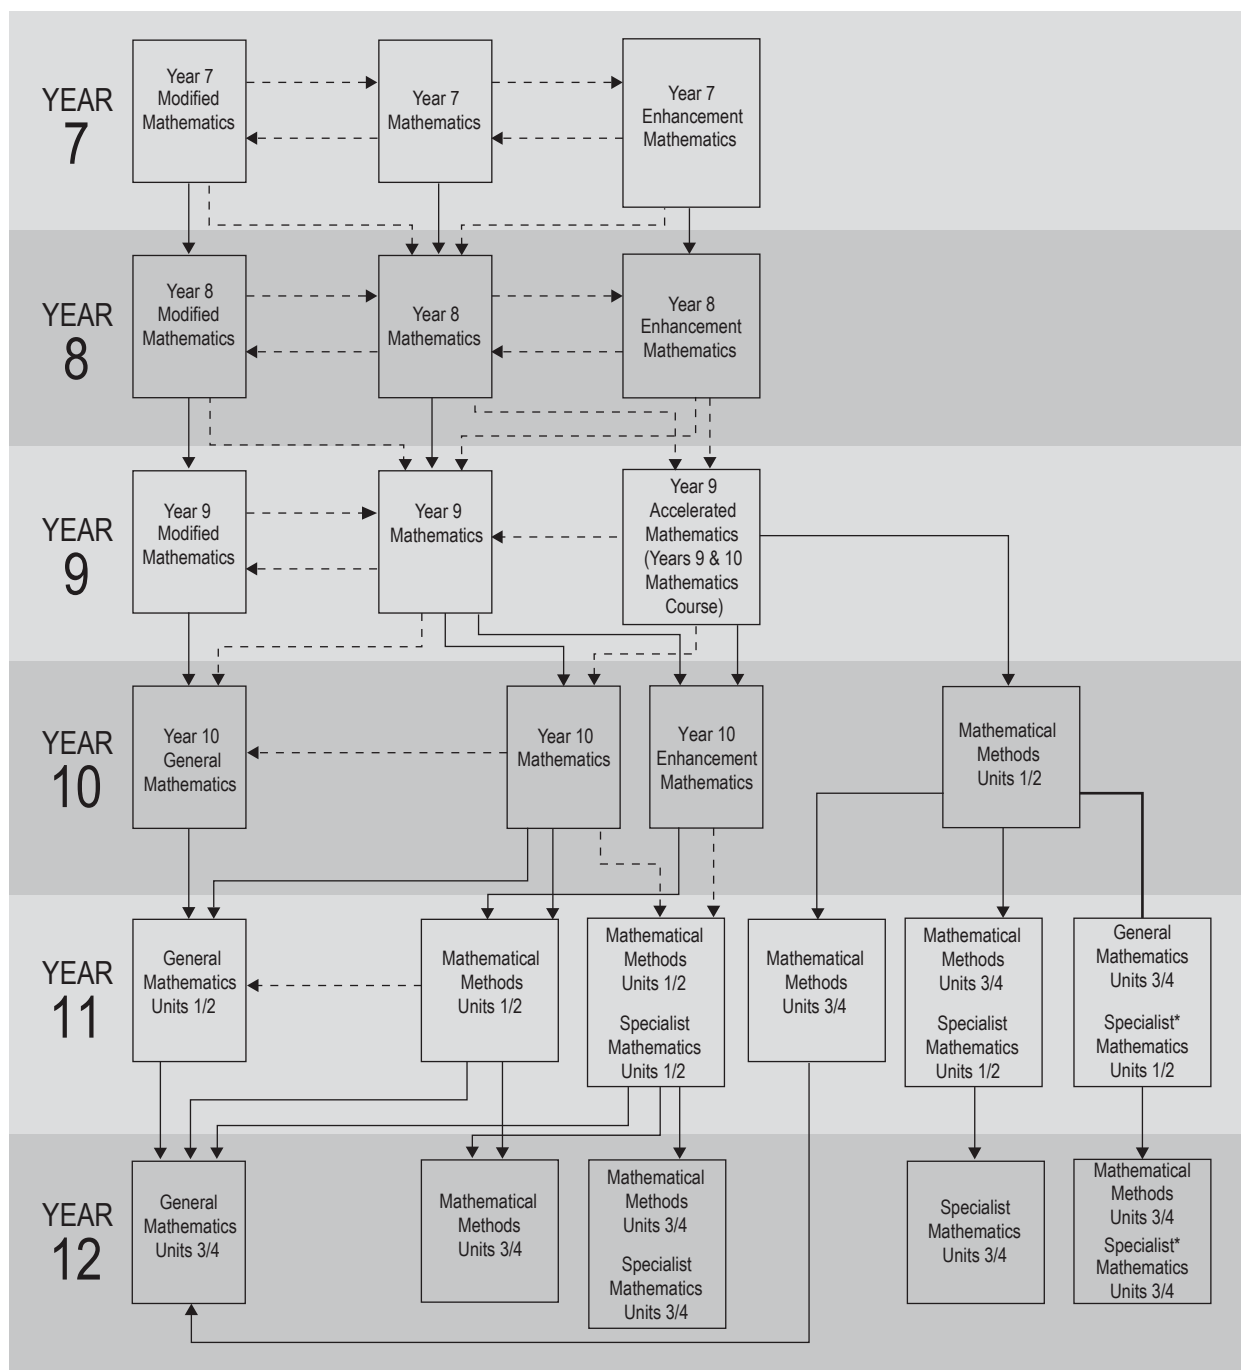 YEAR
7
Year 7
Modified
Mathematics
Year 7
Mathematics
Year 7
Enhancement
Mathematics
YEAR
8
Year 8
Modified
Mathematics
Year 8
Mathematics
Year 8
Enhancement
Mathematics
YEAR
9
Year 9
Modified
Mathematics
Year 9
Mathematics
Year 9
Accelerated
Mathematics
(Years 9 & 10
Mathematics
Course)
YEAR
10
Year 10
General
Mathematics
Year 10
Mathematics
Year 10
Enhancement
Mathematics
Mathematical
Methods
Units 1/2
YEAR
11
General
Mathematics
Units 1/2
Mathematical
Methods
Units 1/2
Mathematical
Methods
Units 1/2
Specialist
Mathematics
Units 1/2
Mathematical
Methods
Units 3/4
Mathematical
Methods
Units 3/4
Specialist
Mathematics
Units 1/2
General
Mathematics
Units 3/4
Specialist*
Mathematics
Units 1/2
YEAR
12
General
Mathematics
Units 3/4
Mathematical
Methods
Units 3/4
Mathematical
Methods
Units 3/4
Specialist
Mathematics
Units 3/4
Specialist
Mathematics
Units 3/4
Mathematical
Methods
Units 3/4
Specialist*
Mathematics
Units 3/4